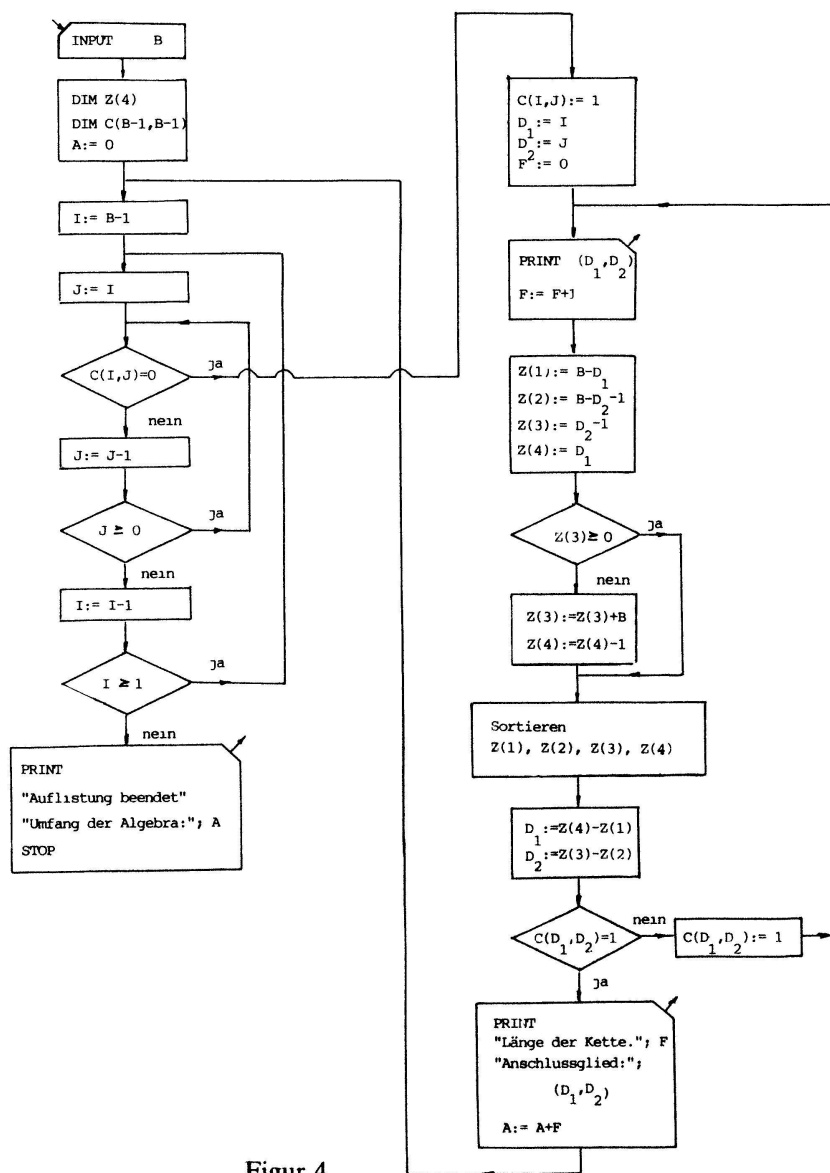 INPUT B
DIM Z(4)
DIM C(B-1,B-1)
A:= 0
I:= B-1
J:= I
C(I,J)=0
ja
nein
J:= J-1
J ≧ 0
ja
nein
I:= I-1
I ≧ 1
ja
nein
PRINT
"Auflistung beendet"
"Umfang der Algebra:"; A
STOP
C(I,J):= 1
D₁:= I
D₂:= J
F:= 0
PRINT (D₁,D₂)
F:= F+1
Z(1):= B-D₁
Z(2):= B-D₂-1
Z(3):= D₂-1
Z(4):= D₁
Z(3)≧ 0
ja
nein
Z(3):=Z(3)+B
Z(4):=Z(4)-1
Sortieren
Z(1), Z(2), Z(3), Z(4)
D₁:=Z(4)-Z(1)
D₂:=Z(3)-Z(2)
C(D₁,D₂)=1
nein
C(D₁,D₂):= 1
ja
PRINT
"Länge der Kette."; F
"Anschlussglied:";
(D₁,D₂)
A:= A+F
Figur 4